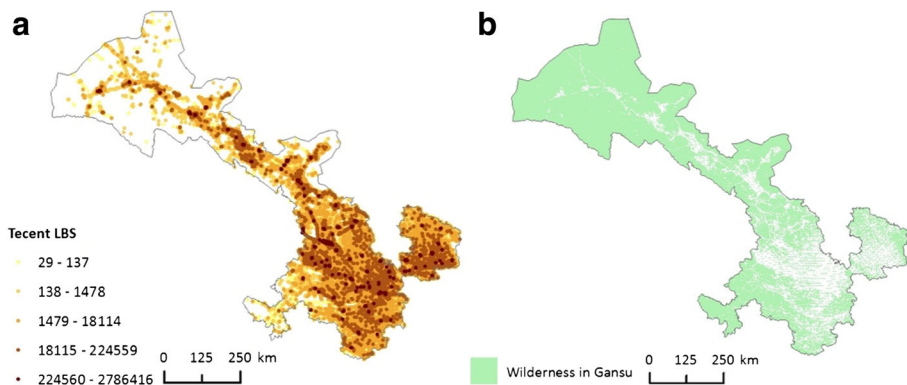 a
Tecent LBS
29 - 137
138 - 1478
1479 - 18114
18115 - 224559
224560 - 2786416
0 125 250 km
b
Wilderness in Gansu
0 125 250 km